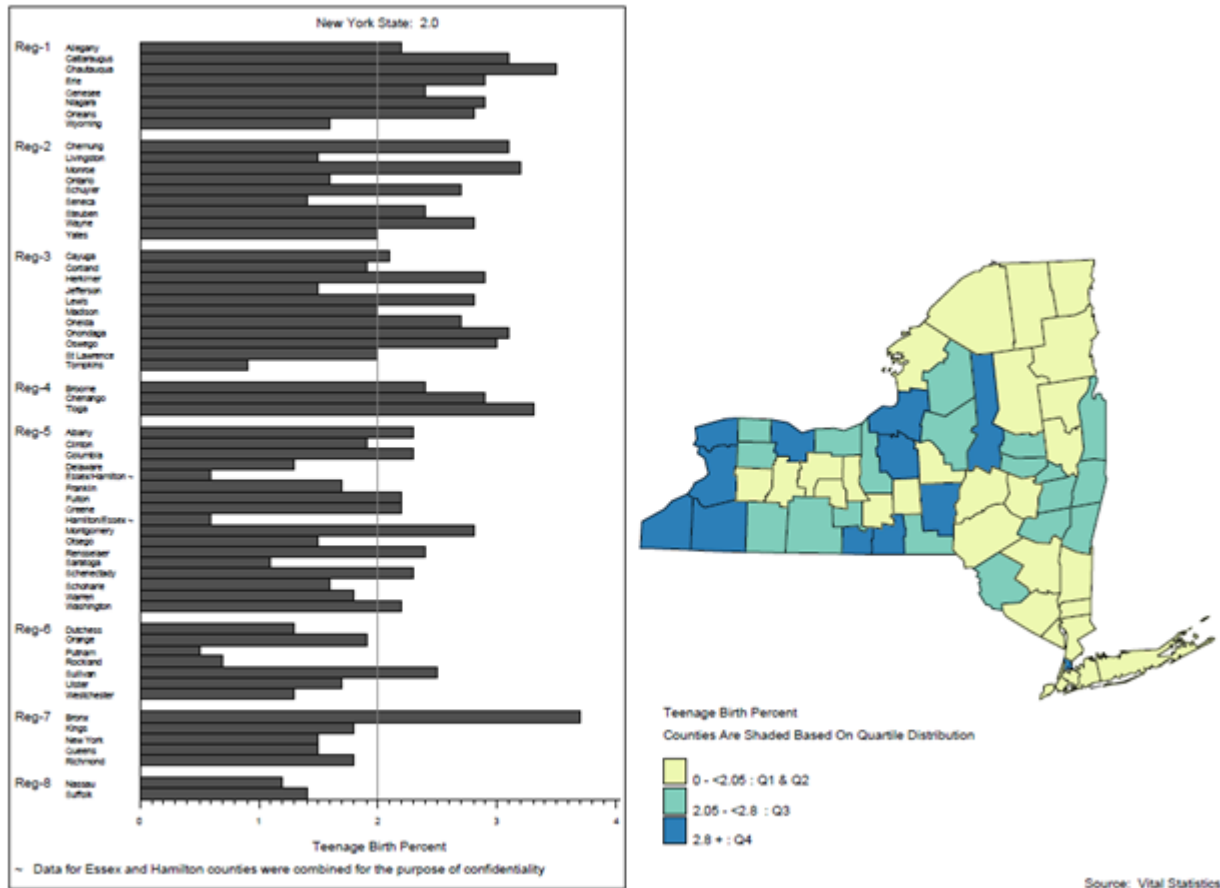 New York State: 2.0
Reg-1
Allegany
Cattaraugus
Chautauqua
Erie
Genesee
Niagara
Orleans
Wyoming
Reg-2
Chemung
Livingston
Monroe
Ontario
Schuyler
Seneca
Steuben
Wayne
Yates
Reg-3
Cayuga
Cortland
Herkimer
Jefferson
Lewis
Madison
Oneida
Onondaga
Oswego
St Lawrence
Tompkins
Reg-4
Broome
Chenango
Tioga
Reg-5
Albany
Clinton
Columbia
Delaware
Essex/Hamilton ~
Franklin
Fulton
Greene
Hamilton/Essex ~
Montgomery
Otsego
Rensselaer
Saratoga
Schenectady
Schoharie
Warren
Washington
Reg-6
Dutchess
Orange
Putnam
Rockland
Sullivan
Ulster
Westchester
Reg-7
Bronx
Kings
New York
Queens
Richmond
Reg-8
Nassau
Suffolk
0 1 2 3 4
Teenage Birth Percent
~ Data for Essex and Hamilton counties were combined for the purpose of confidentiality
Teenage Birth Percent
Counties Are Shaded Based On Quartile Distribution
0 - <2.05 : Q1 & Q2
2.05 - <2.8 : Q3
2.8 + : Q4
Source: Vital Statistics